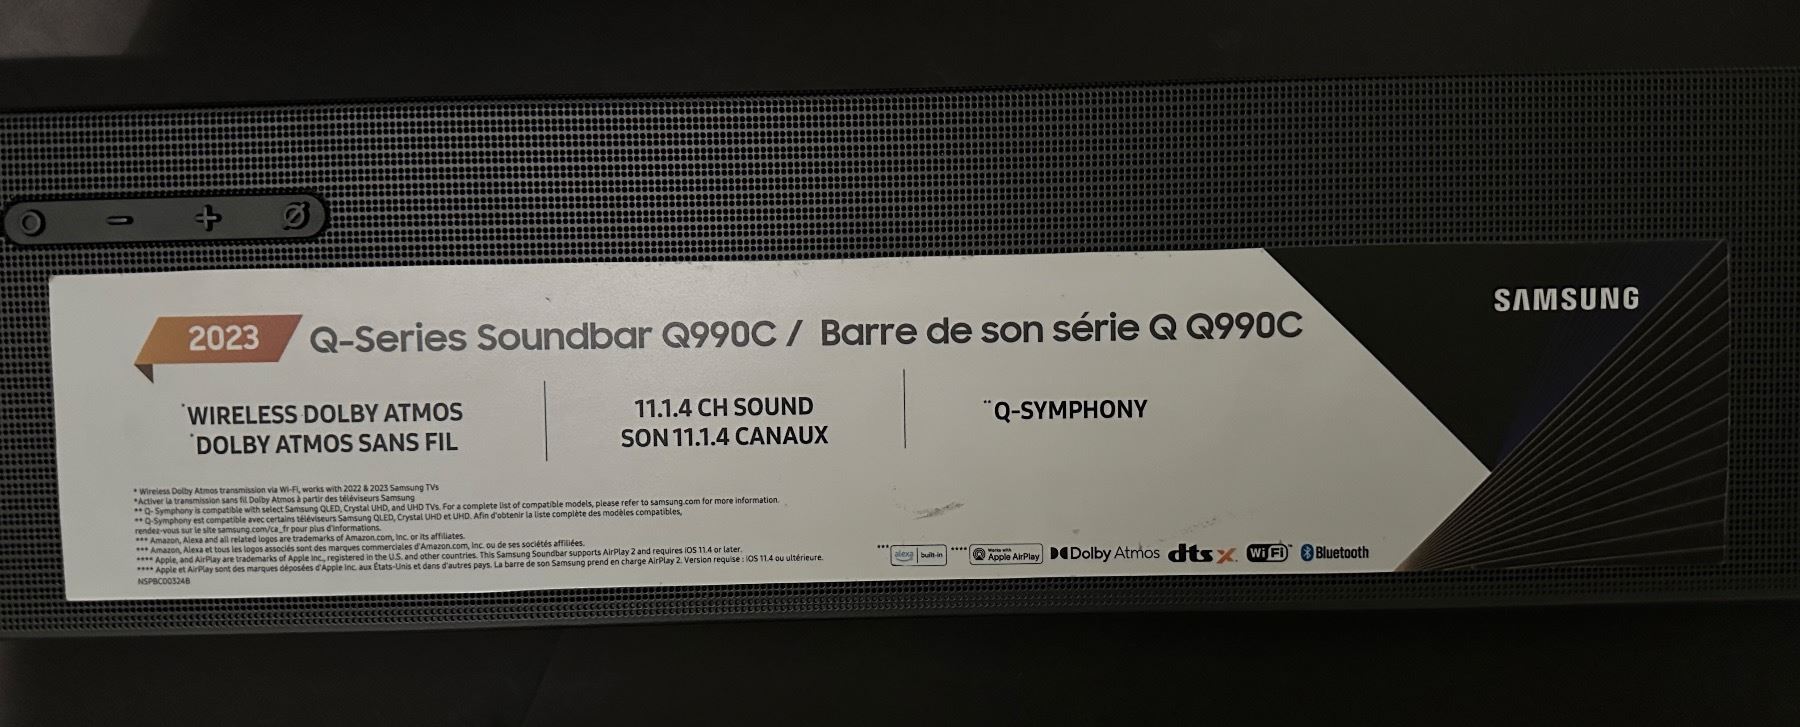 SAMSUNG
2023 Q-Series Soundbar Q990C / Barre de son série Q Q990C
*WIRELESS DOLBY ATMOS
*DOLBY ATMOS SANS FIL
11.1.4 CH SOUND
SON 11.1.4 CANAUX
**Q-SYMPHONY
* Wireless Dolby Atmos transmission via Wi-Fi, works with 2022 & 2023 Samsung TVs
*Activer la transmission sans fil Dolby Atmos à partir des téléviseurs Samsung
** Q- Symphony is compatible with select Samsung QLED, Crystal UHD, and UHD TVs. For a complete list of compatible models, please refer to samsung.com for more information.
** Q-Symphony est compatible avec certains téléviseurs Samsung QLED, Crystal UHD et UHD. Afin d'obtenir la liste complète des modèles compatibles,
rendez-vous sur le site samsung.com/ca_fr pour plus d'informations.
*** Amazon, Alexa and all related logos are trademarks of Amazon.com, Inc. or its affiliates.
*** Amazon, Alexa et tous les logos associés sont des marques commerciales d'Amazon.com, Inc. ou de ses sociétés affiliées.
**** Apple, and AirPlay are trademarks of Apple Inc., registered in the U.S. and other countries. This Samsung Soundbar supports AirPlay 2 and requires iOS 11.4 or later.
**** Apple et AirPlay sont des marques déposées d'Apple Inc. aux États-Unis et dans d'autres pays. La barre de son Samsung prend en charge AirPlay 2. Version requise : iOS 11.4 ou ultérieure.
NSPBC00324B
*** alexa built-in **** Works with Apple AirPlay Dolby Atmos dts X Wi Fi™ Bluetooth